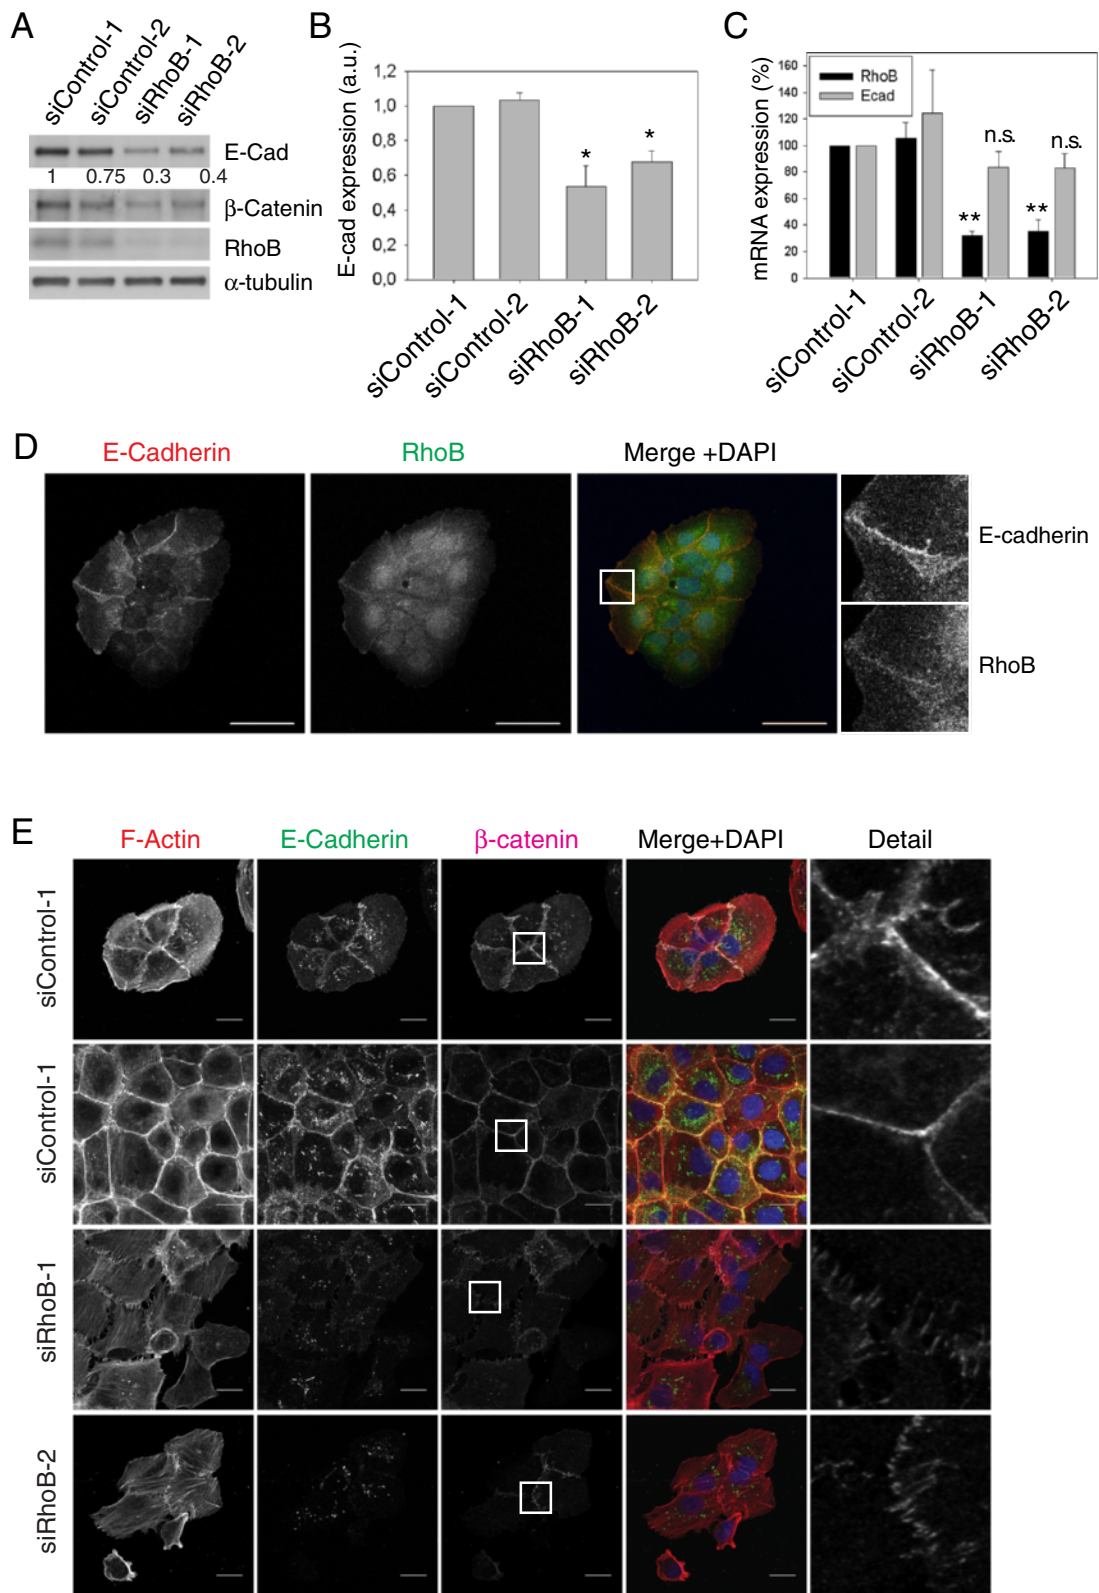 A
siControl-1
siControl-2
siRhoB-1
siRhoB-2
E-Cad
1 0.75 0.3 0.4
β-Catenin
RhoB
α-tubulin
B
E-cad expression (a.u.)
1,2
1,0
0,8
0,6
0,4
0,2
0,0
*
*
siControl-1
siControl-2
siRhoB-1
siRhoB-2
C
mRNA expression (%)
160
140
120
100
80
60
40
20
0
RhoB
Ecad
**
n.s.
**
n.s.
siControl-1
siControl-2
siRhoB-1
siRhoB-2
D
E-Cadherin
RhoB
Merge +DAPI
E-cadherin
RhoB
E
F-Actin
E-Cadherin
β-catenin
Merge+DAPI
Detail
siControl-1
siControl-1
siRhoB-1
siRhoB-2